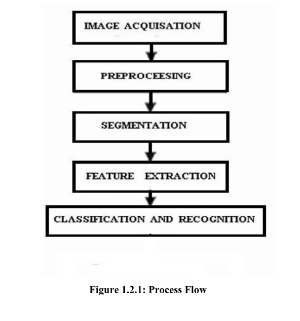 IMAGE ACQUISATION
PREPROCEESING
SEGMENTATION
FEATURE EXTRACTION
CLASSIFICATION AND RECOGNITION
Figure 1.2.1: Process Flow